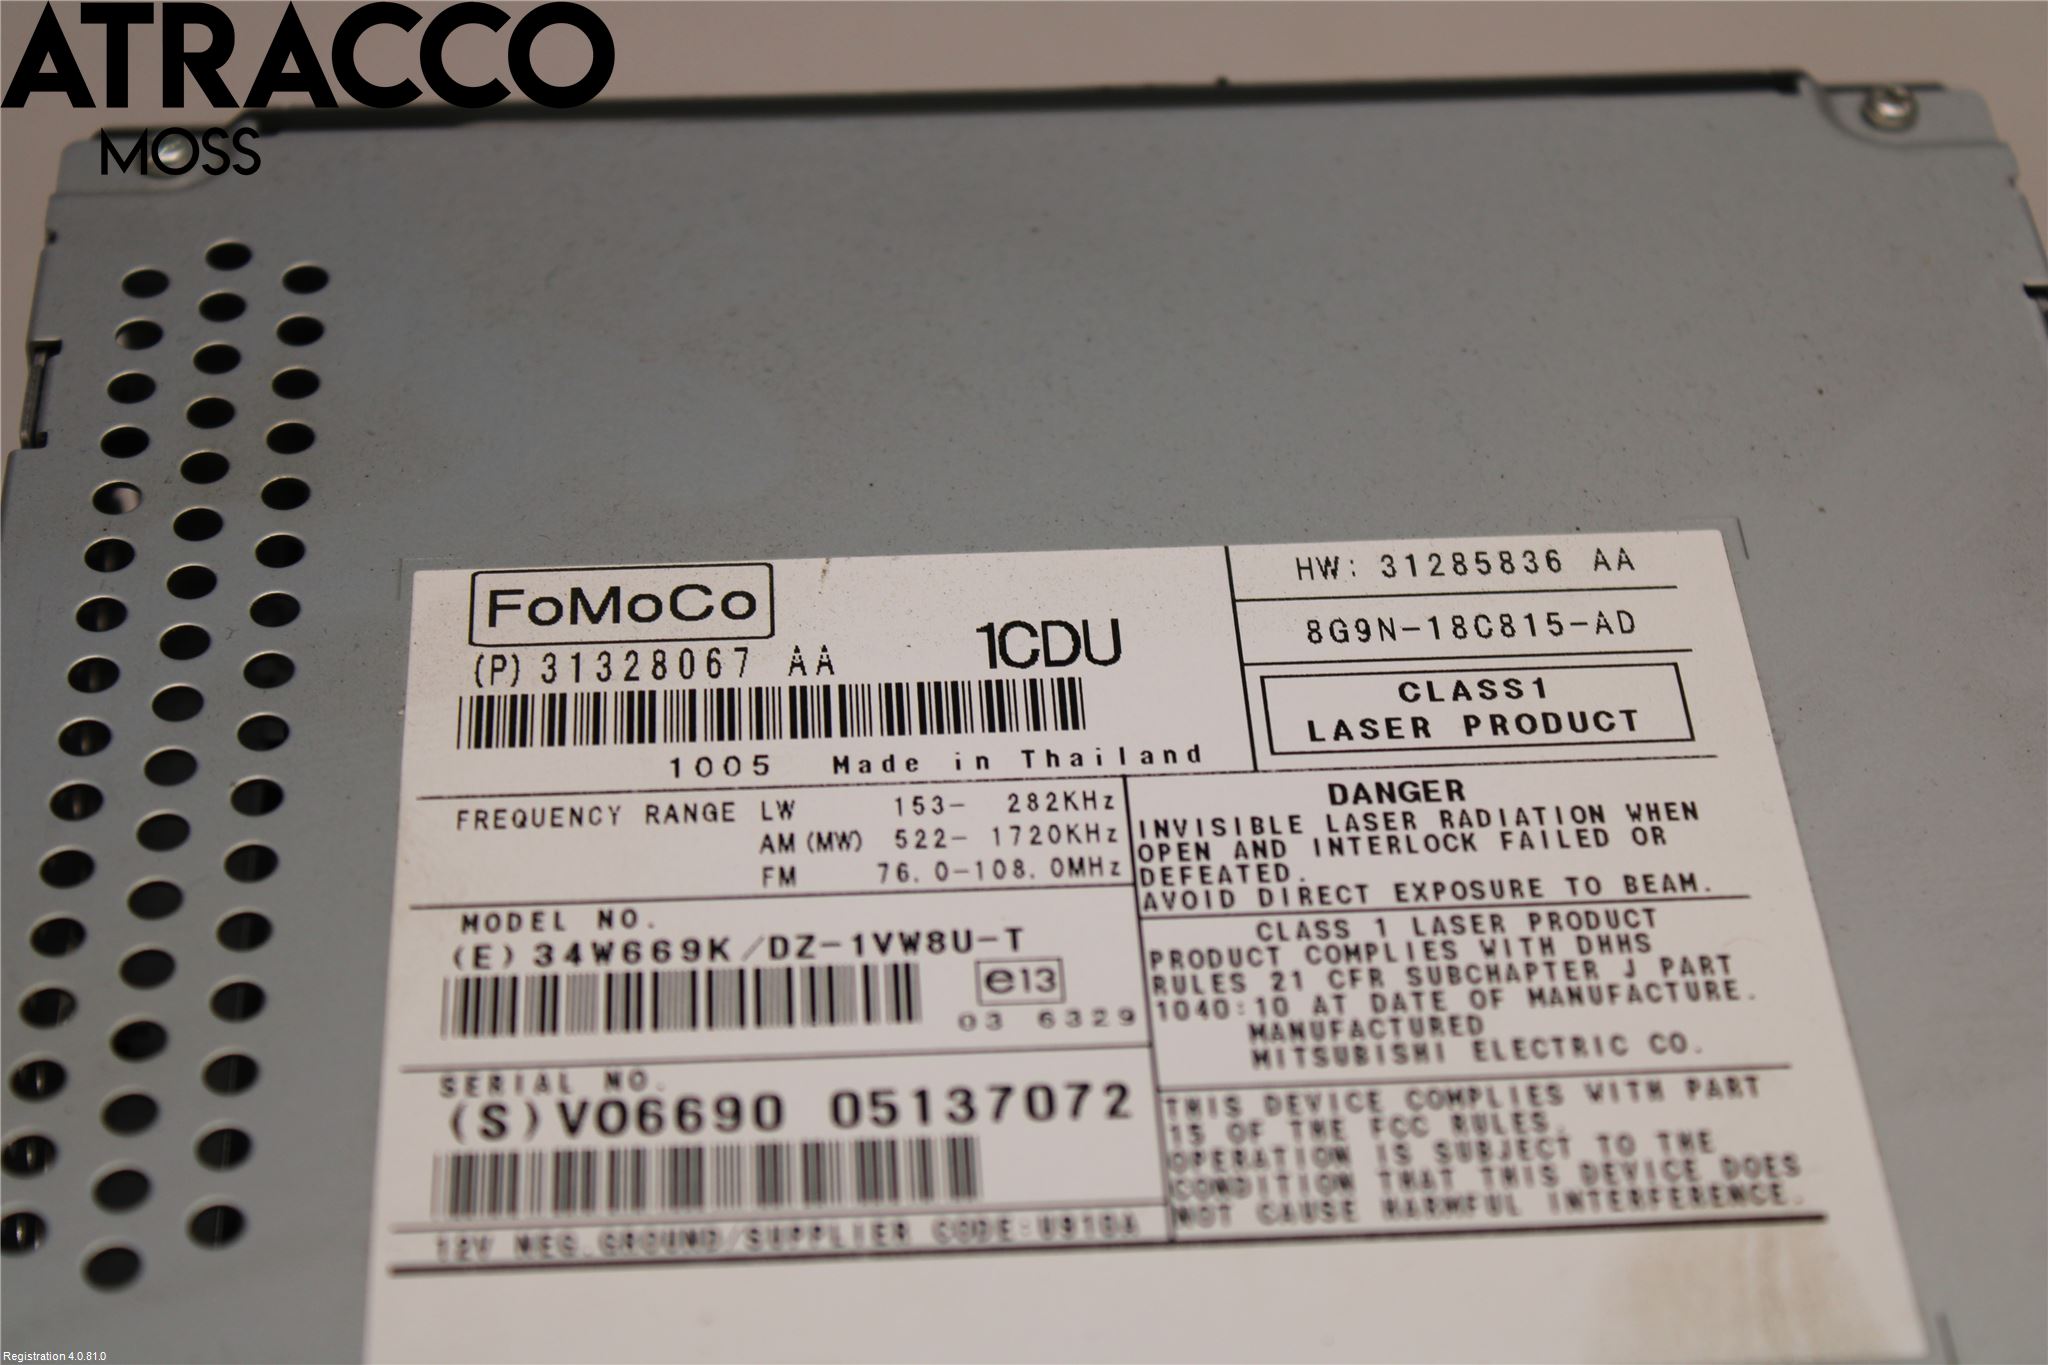 ATRACCO
MOSS
FoMoCo
(P) 31328067 AA
1CDU
1005 Made in Thailand
HW: 31285836 AA
8G9N-18C815-AD
CLASS1
LASER PRODUCT
FREQUENCY RANGE LW 153- 282KHz
AM (MW) 522- 1720KHz
FM 76.0-108.0MHz
DANGER
INVISIBLE LASER RADIATION WHEN
OPEN AND INTERLOCK FAILED OR
DEFEATED.
AVOID DIRECT EXPOSURE TO BEAM.
MODEL NO.
(E) 34W669K/DZ-1VW8U-T
e13
03 6329
CLASS 1 LASER PRODUCT
PRODUCT COMPLIES WITH DHHS
RULES 21 CFR SUBCHAPTER J PART
1040:10 AT DATE OF MANUFACTURE.
MANUFACTURED
MITSUBISHI ELECTRIC CO.
SERIAL NO.
(S) V06690 05137072
THIS DEVICE COMPLIES WITH PART
15 OF THE FCC RULES.
OPERATION IS SUBJECT TO THE
CONDITION THAT THIS DEVICE DOES
NOT CAUSE HARMFUL INTERFERENCE.
12V NEG.GROUND/SUPPLIER CODE:
Registration 4.0.81.0